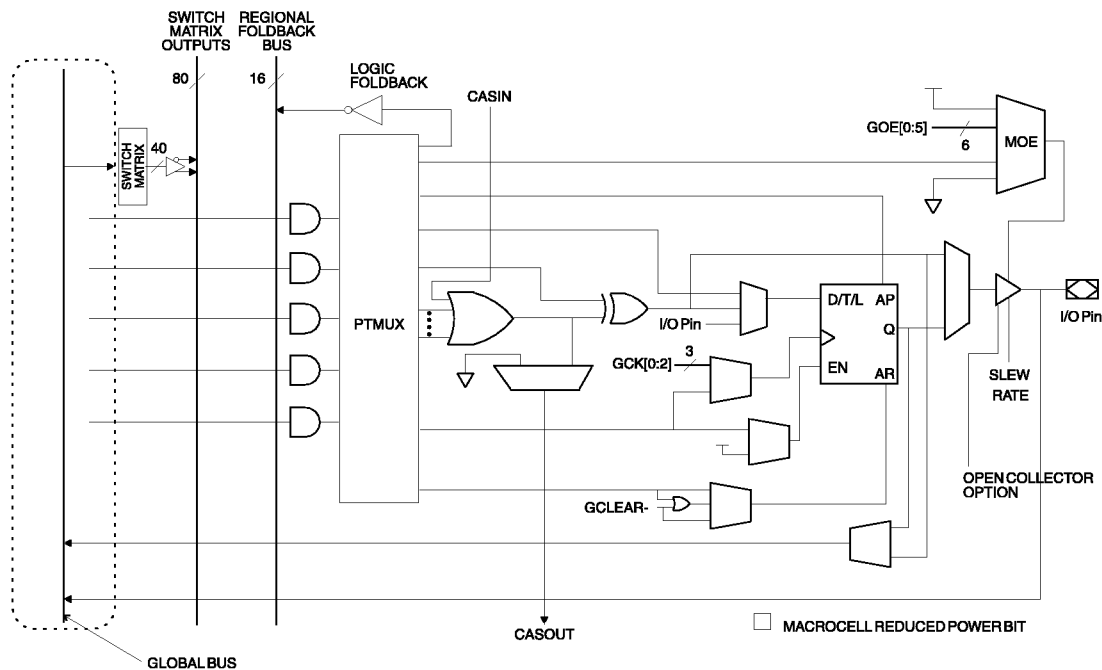 SWITCH
MATRIX
OUTPUTS
REGIONAL
FOLDBACK
BUS
80
16
LOGIC
FOLDBACK
CASIN
GOE[0:5]
6
MOE
SWITCH
MATRIX
40
PTMUX
I/O Pin
D/T/L
AP
Q
EN
AR
I/O Pin
GCK[0:2]
3
SLEW
RATE
OPEN COLLECTOR
OPTION
GCLEAR-
CASOUT
MACROCELL REDUCED POWER BIT
GLOBAL BUS